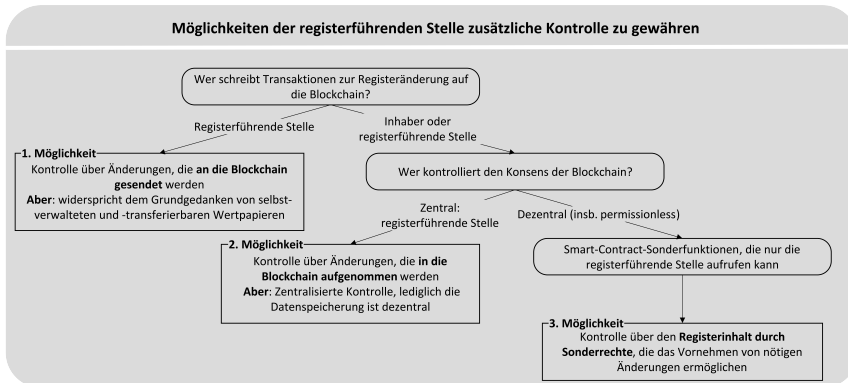 Möglichkeiten der registerführenden Stelle zusätzliche Kontrolle zu gewähren
Wer schreibt Transaktionen zur Registeränderung auf
die Blockchain?
Registerführende Stelle
Inhaber oder
registerführende Stelle
1. Möglichkeit
Kontrolle über Änderungen, die an die Blockchain
gesendet werden
Aber: widerspricht dem Grundgedanken von selbst-
verwalteten und -transferierbaren Wertpapieren
Wer kontrolliert den Konsens der Blockchain?
Zentral:
registerführende Stelle
Dezentral (insb. permissionless)
2. Möglichkeit
Kontrolle über Änderungen, die in die
Blockchain aufgenommen werden
Aber: Zentralisierte Kontrolle, lediglich die
Datenspeicherung ist dezentral
Smart-Contract-Sonderfunktionen, die nur die
registerführende Stelle aufrufen kann
3. Möglichkeit
Kontrolle über den Registerinhalt durch
Sonderrechte, die das Vornehmen von nötigen
Änderungen ermöglichen